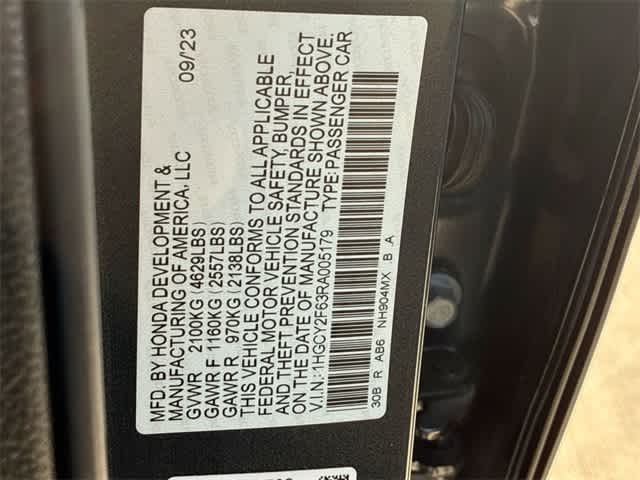 MFD. BY HONDA DEVELOPMENT & 09/23
MANUFACTURING OF AMERICA, LLC
GVWR 2100KG (4629LBS)
GAWR F 1160KG (2557LBS)
GAWR R 970KG (2138LBS)
THIS VEHICLE CONFORMS TO ALL APPLICABLE
FEDERAL MOTOR VEHICLE SAFETY, BUMPER,
AND THEFT PREVENTION STANDARDS IN EFFECT
ON THE DATE OF MANUFACTURE SHOWN ABOVE.
V.I.N.: 1HGCY2F63RA005179 TYPE: PASSENGER CAR
30B R AB6 NH904MX .B .A